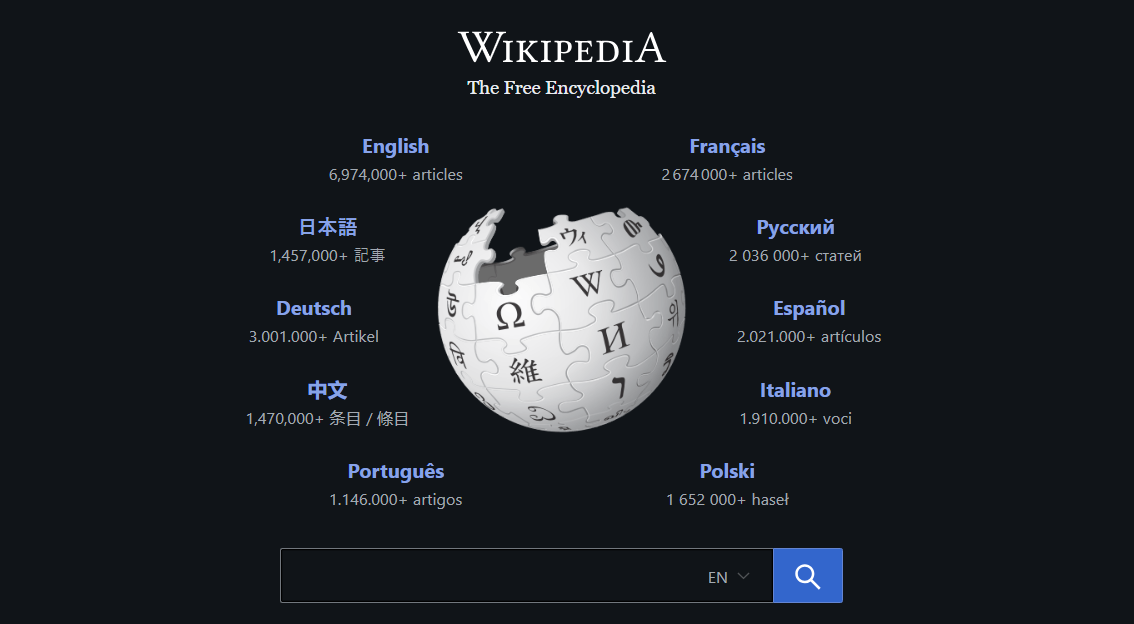 WIKIPEDIA
The Free Encyclopedia
English
6,974,000+ articles
Français
2 674 000+ articles
日本語
1,457,000+ 記事
Русский
2 036 000+ статей
Deutsch
3.001.000+ Artikel
Español
2.021.000+ artículos
中文
1,470,000+ 条目 / 條目
Italiano
1.910.000+ voci
Português
1.146.000+ artigos
Polski
1 652 000+ haseł
ウィ
W
Ω
И
維
EN